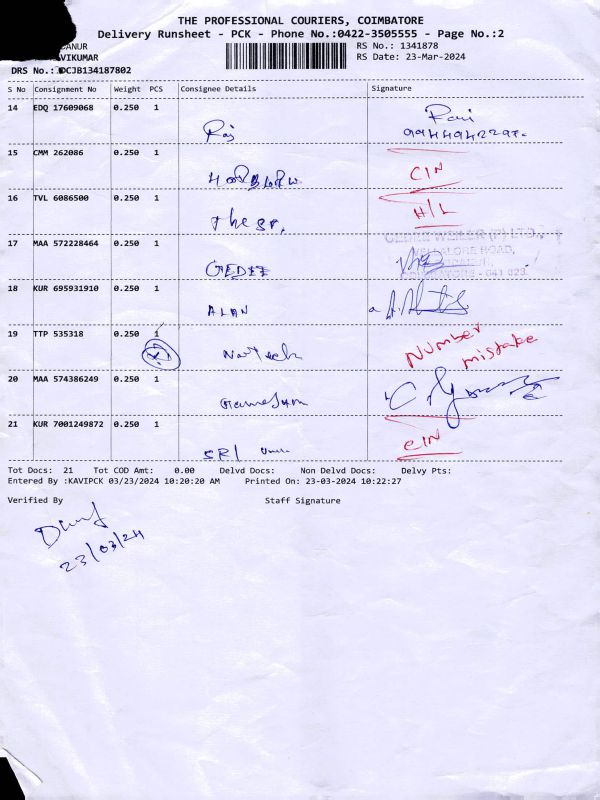 THE PROFESSIONAL COURIERS, COIMBATORE
Delivery Runsheet - PCK - Phone No.:0422-3505555 - Page No.:2
DANUR
VIKUMAR
RS No.: 1341878
RS Date: 23-Mar-2024
DRS No.: DCJB134187802
S No Consignment No Weight PCS Consignee Details Signature
14 EDQ 17609068 0.250 1
Raj Ravi
15 CMM 262086 0.250 1
CIN
16 TVL 6086500 0.250 1
H/L
17 MAA 572228464 0.250 1
GEDEE
18 KUR 695931910 0.250 1
ALAN
19 TTP 535318 0.250 1
Number mistake
20 MAA 574386249 0.250 1
21 KUR 7001249872 0.250 1
SRI CIN
Tot Docs: 21 Tot COD Amt: 0.00 Delvd Docs: Non Delvd Docs: Delvy Pts:
Entered By :KAVIPCK 03/23/2024 10:20:20 AM Printed On: 23-03-2024 10:22:27
Verified By Staff Signature
23/03/24